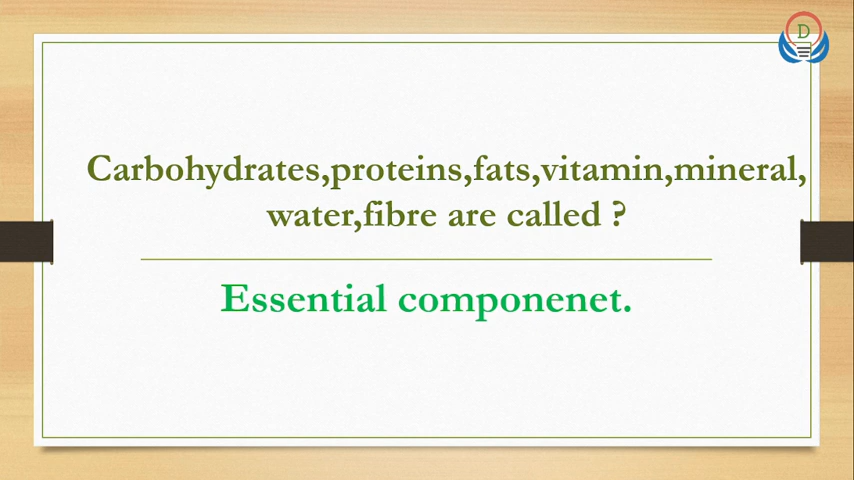 D
Carbohydrates,proteins,fats,vitamin,mineral,
water,fibre are called ?
Essential componenet.